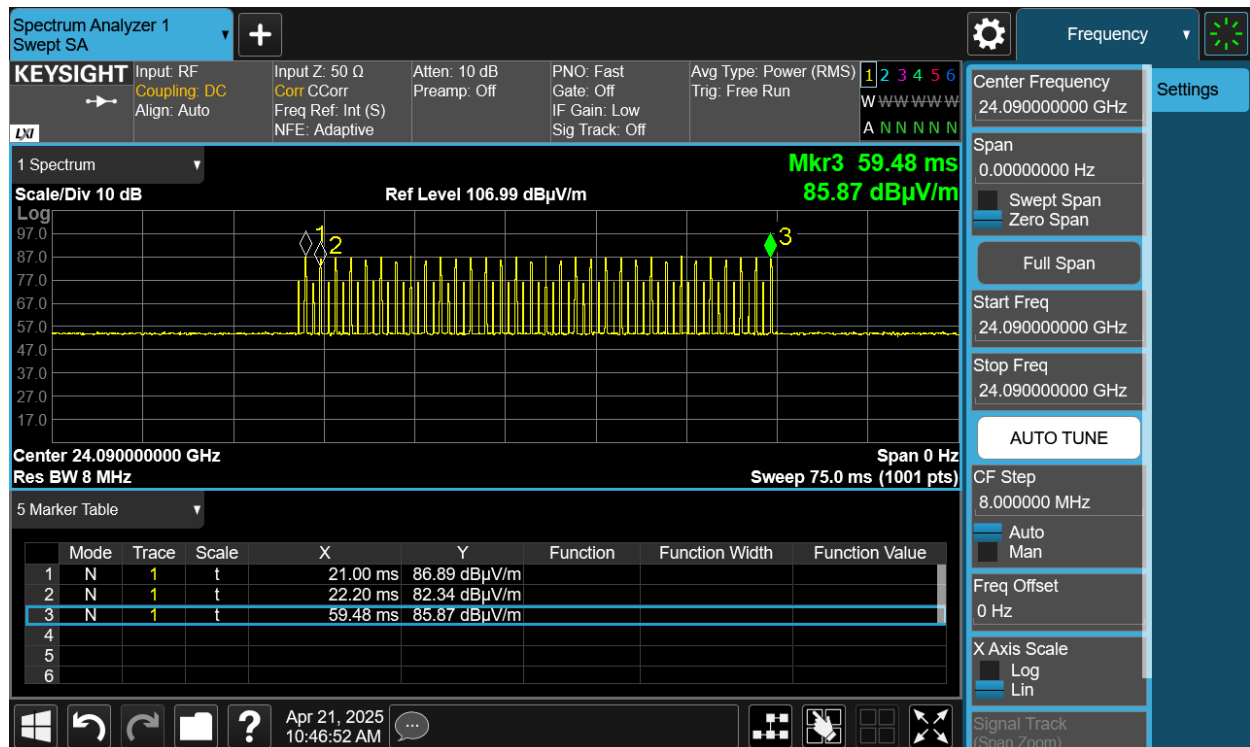 Spectrum Analyzer 1
Swept SA
+
Frequency
KEYSIGHT
LXI
Input: RF
Coupling: DC
Align: Auto
Input Z: 50 Ω
Corr CCorr
Freq Ref: Int (S)
NFE: Adaptive
Atten: 10 dB
Preamp: Off
PNO: Fast
Gate: Off
IF Gain: Low
Sig Track: Off
Avg Type: Power (RMS)
Trig: Free Run
1 2 3 4 5 6
W W W W W W
A N N N N N
1 Spectrum
Mkr3 59.48 ms
85.87 dBµV/m
Scale/Div 10 dB
Ref Level 106.99 dBµV/m
Log
97.0
87.0
77.0
67.0
57.0
47.0
37.0
27.0
17.0
1
2
3
Center 24.090000000 GHz
Res BW 8 MHz
Span 0 Hz
Sweep 75.0 ms (1001 pts)
5 Marker Table
Mode Trace Scale X Y Function Function Width Function Value
1 N 1 t 21.00 ms 86.89 dBµV/m
2 N 1 t 22.20 ms 82.34 dBµV/m
3 N 1 t 59.48 ms 85.87 dBµV/m
4
5
6
?
Apr 21, 2025
10:46:52 AM
Center Frequency
24.090000000 GHz
Span
0.00000000 Hz
Swept Span
Zero Span
Full Span
Start Freq
24.090000000 GHz
Stop Freq
24.090000000 GHz
AUTO TUNE
CF Step
8.000000 MHz
Auto
Man
Freq Offset
0 Hz
X Axis Scale
Log
Lin
Signal Track
(Span Zoom)
Settings